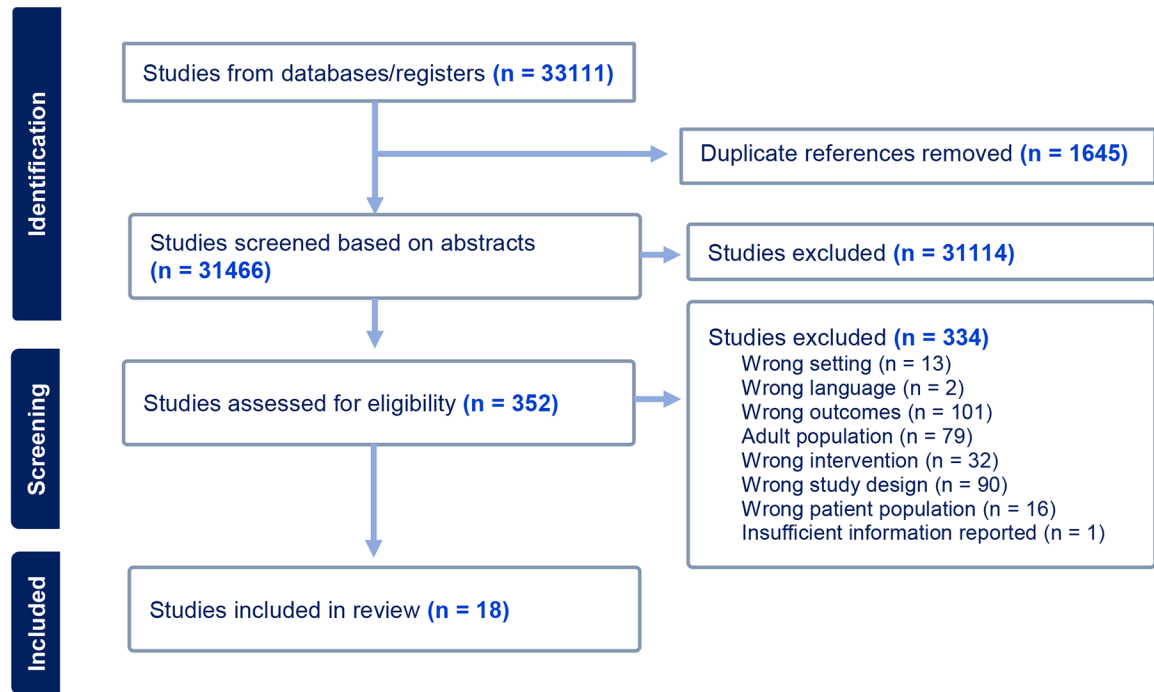 Identification
Studies from databases/registers (n = 33111)
Duplicate references removed (n = 1645)
Studies screened based on abstracts
(n = 31466)
Studies excluded (n = 31114)
Screening
Studies assessed for eligibility (n = 352)
Studies excluded (n = 334)
Wrong setting (n = 13)
Wrong language (n = 2)
Wrong outcomes (n = 101)
Adult population (n = 79)
Wrong intervention (n = 32)
Wrong study design (n = 90)
Wrong patient population (n = 16)
Insufficient information reported (n = 1)
Included
Studies included in review (n = 18)